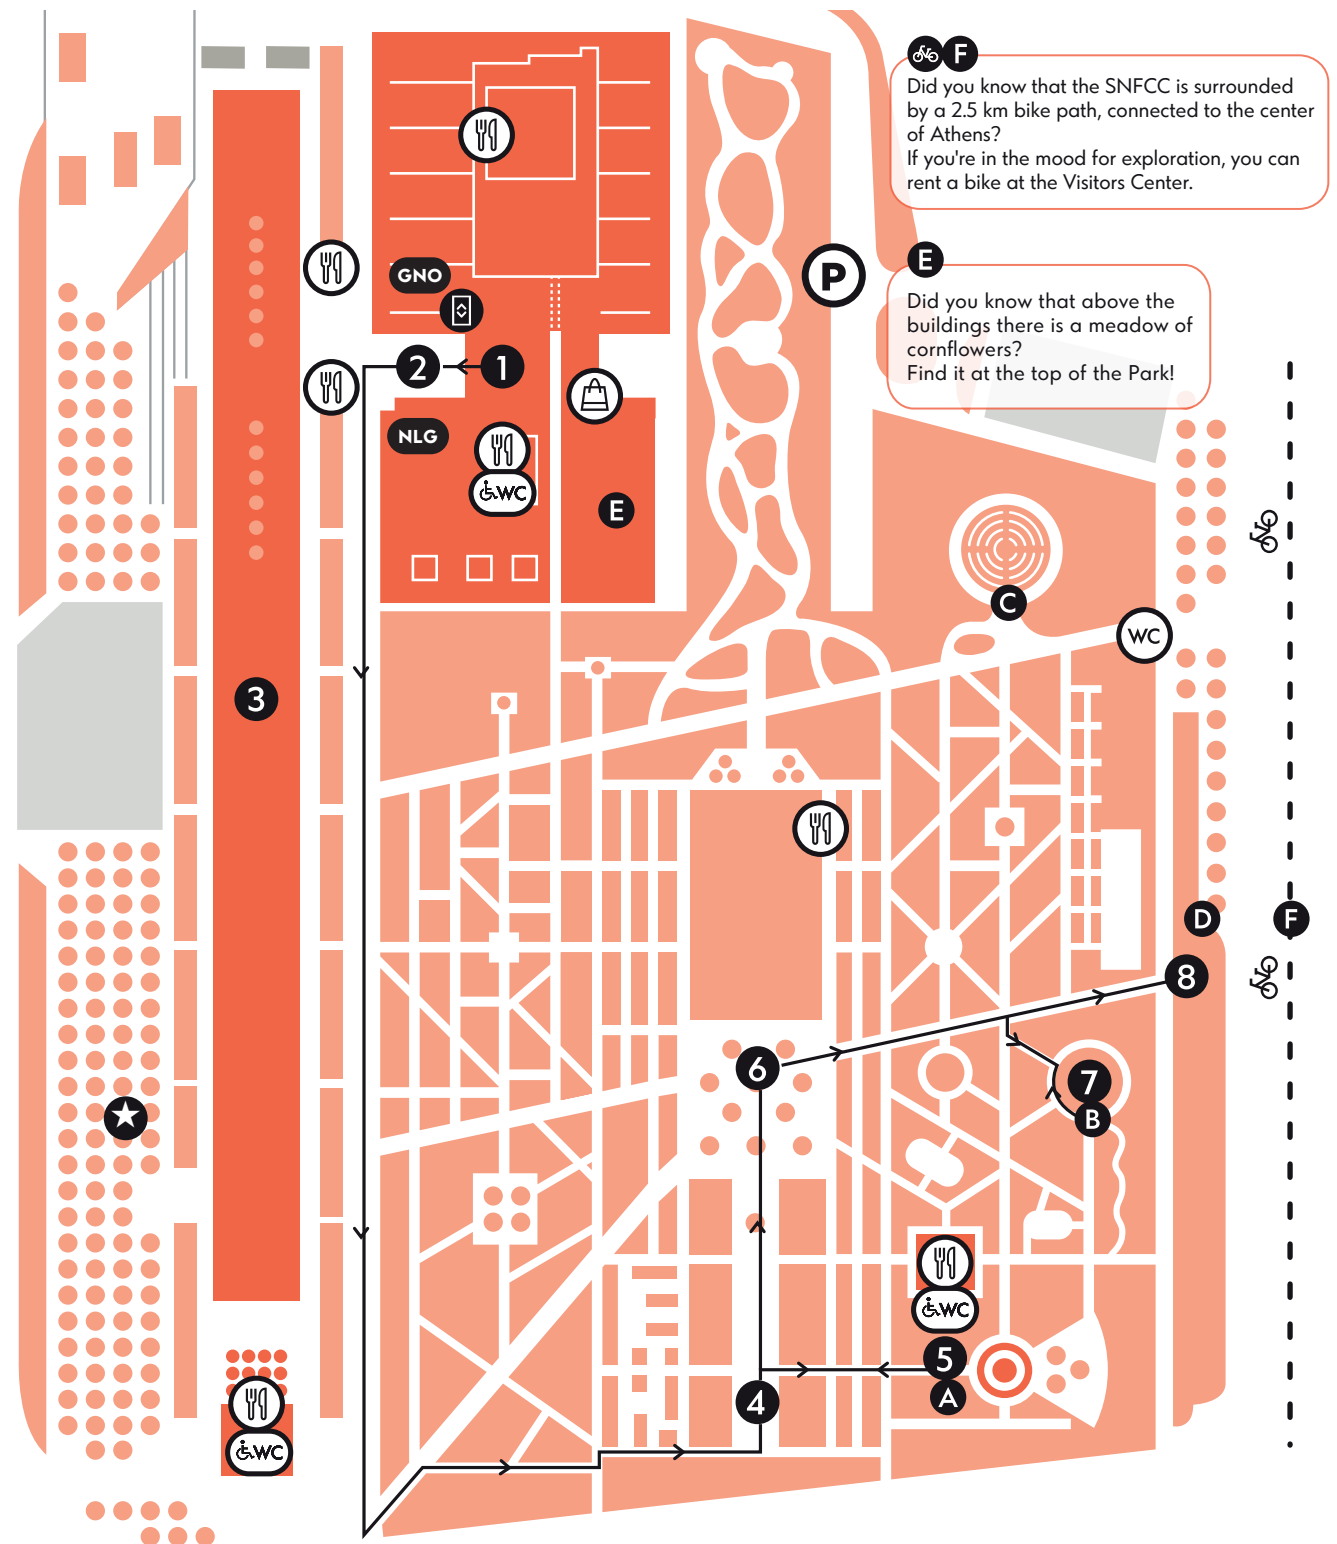 F
Did you know that the SNFCC is surrounded
by a 2.5 km bike path, connected to the center
of Athens?
If you're in the mood for exploration, you can
rent a bike at the Visitors Center.
E
Did you know that above the
buildings there is a meadow of
cornflowers?
Find it at the top of the Park!
P
GNO
2
1
NLG
WC
E
C
WC
3
D
F
8
6
7
B
WC
5
A
4
WC